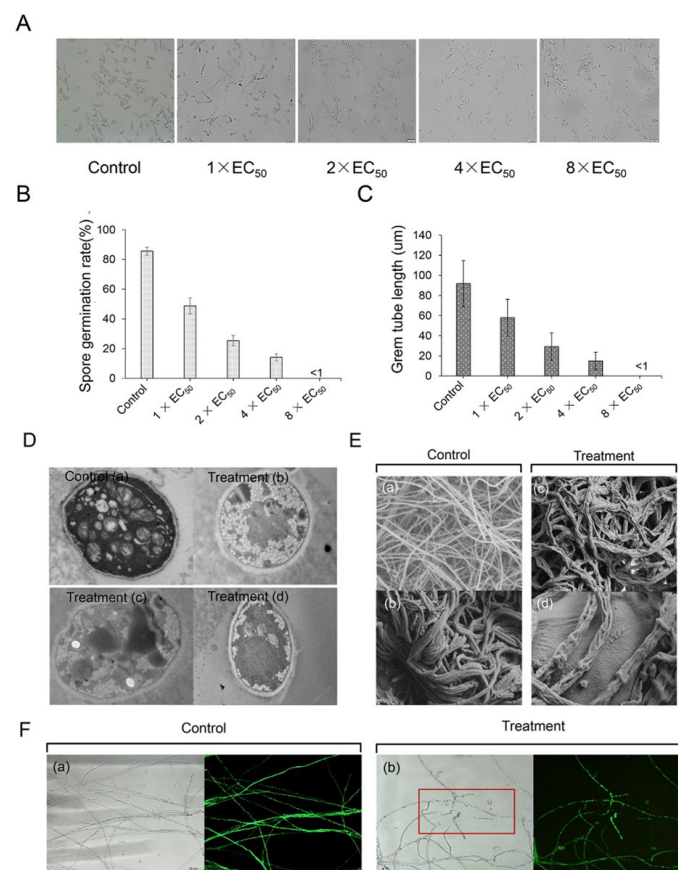 A
Control
1×EC50
2×EC50
4×EC50
8×EC50
B
Spore germination rate(%)
100
80
60
40
20
0
<1
Control
1 × EC50
2 × EC50
4 × EC50
8 × EC50
C
Grem tube length (um)
140
120
100
80
60
40
20
0
<1
Control
1 × EC50
2 × EC50
4 × EC50
8 × EC50
D
Control (a)
Treatment (b)
Treatment (c)
Treatment (d)
E
Control
Treatment
(a)
(c)
(b)
(d)
F
Control
Treatment
(a)
(b)